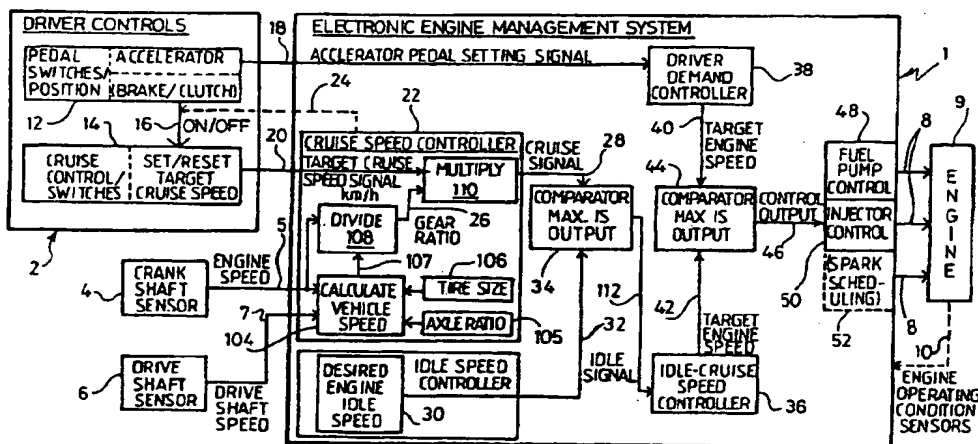 DRIVER CONTROLS
PEDAL SWITCHES/ POSITION
ACCELERATOR
(BRAKE/CLUTCH)
12
14
16
ON/OFF
CRUISE CONTROL/ SWITCHES
SET/RESET TARGET CRUISE SPEED
2
18
20
24
22
ELECTRONIC ENGINE MANAGEMENT SYSTEM
ACCLERATOR PEDAL SETTING SIGNAL
DRIVER DEMAND CONTROLLER
38
40
TARGET ENGINE SPEED
1
CRUISE SPEED CONTROLLER
TARGET CRUISE SPEED SIGNAL km/h
MULTIPLY
110
CRUISE SIGNAL
28
DIVIDE
108
26
GEAR RATIO
107
106
CALCULATE VEHICLE SPEED
TIRE SIZE
AXLE RATIO
105
104
COMPARATOR MAX. IS OUTPUT
34
112
44
COMPARATOR MAX IS OUTPUT
CONTROL OUTPUT
46
48
FUEL PUMP CONTROL
INJECTOR CONTROL
50
(SPARK SCHEDULING)
52
8
8
9
ENGINE
10
ENGINE OPERATING CONDITION SENSORS
CRANK SHAFT SENSOR
4
ENGINE SPEED
5
DRIVE SHAFT SENSOR
6
7
DRIVE SHAFT SPEED
DESIRED ENGINE IDLE SPEED
30
IDLE SPEED CONTROLLER
32
IDLE SIGNAL
42
TARGET ENGINE SPEED
IDLE-CRUISE SPEED CONTROLLER
36